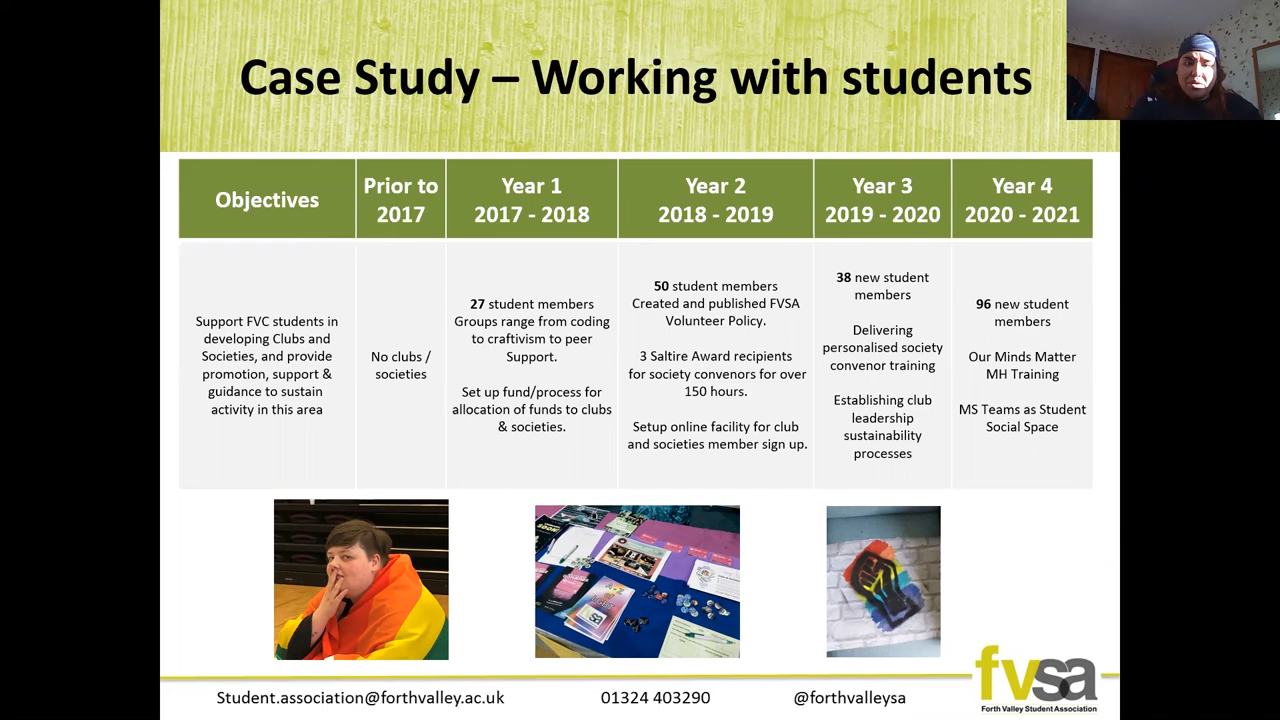 Case Study – Working with students
Objectives
Prior to
2017
Year 1
2017 - 2018
Year 2
2018 - 2019
Year 3
2019 - 2020
Year 4
2020 - 2021
Support FVC students in
developing Clubs and
Societies, and provide
promotion, support &
guidance to sustain
activity in this area
No clubs /
societies
27 student members
Groups range from coding
to craftivism to peer
Support.
Set up fund/process for
allocation of funds to clubs
& societies.
50 student members
Created and published FVSA
Volunteer Policy.
3 Saltire Award recipients
for society convenors for over
150 hours.
Setup online facility for club
and societies member sign up.
38 new student
members
Delivering
personalised society
convenor training
Establishing club
leadership
sustainability
processes
96 new student
members
Our Minds Matter
MH Training
MS Teams as Student
Social Space
fvsa
Forth Valley Student Association
Student.association@forthvalley.ac.uk
01324 403290
@forthvalleysa